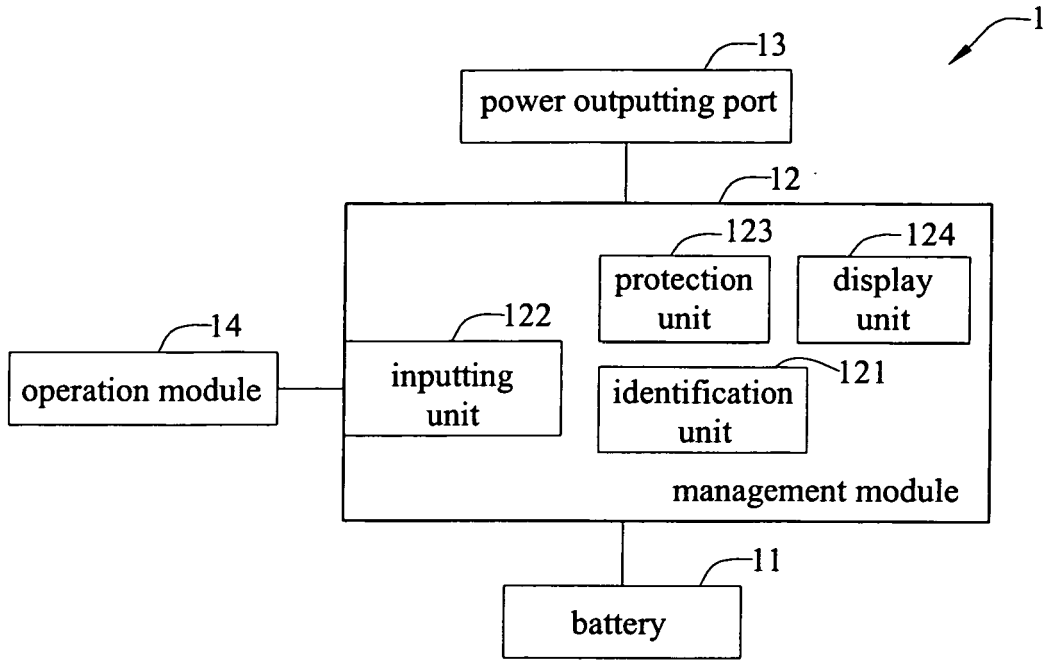 1
13
power outputting port
12
123
124
protection
unit
display
unit
122
14
121
operation module
inputting
unit
identification
unit
management module
11
battery